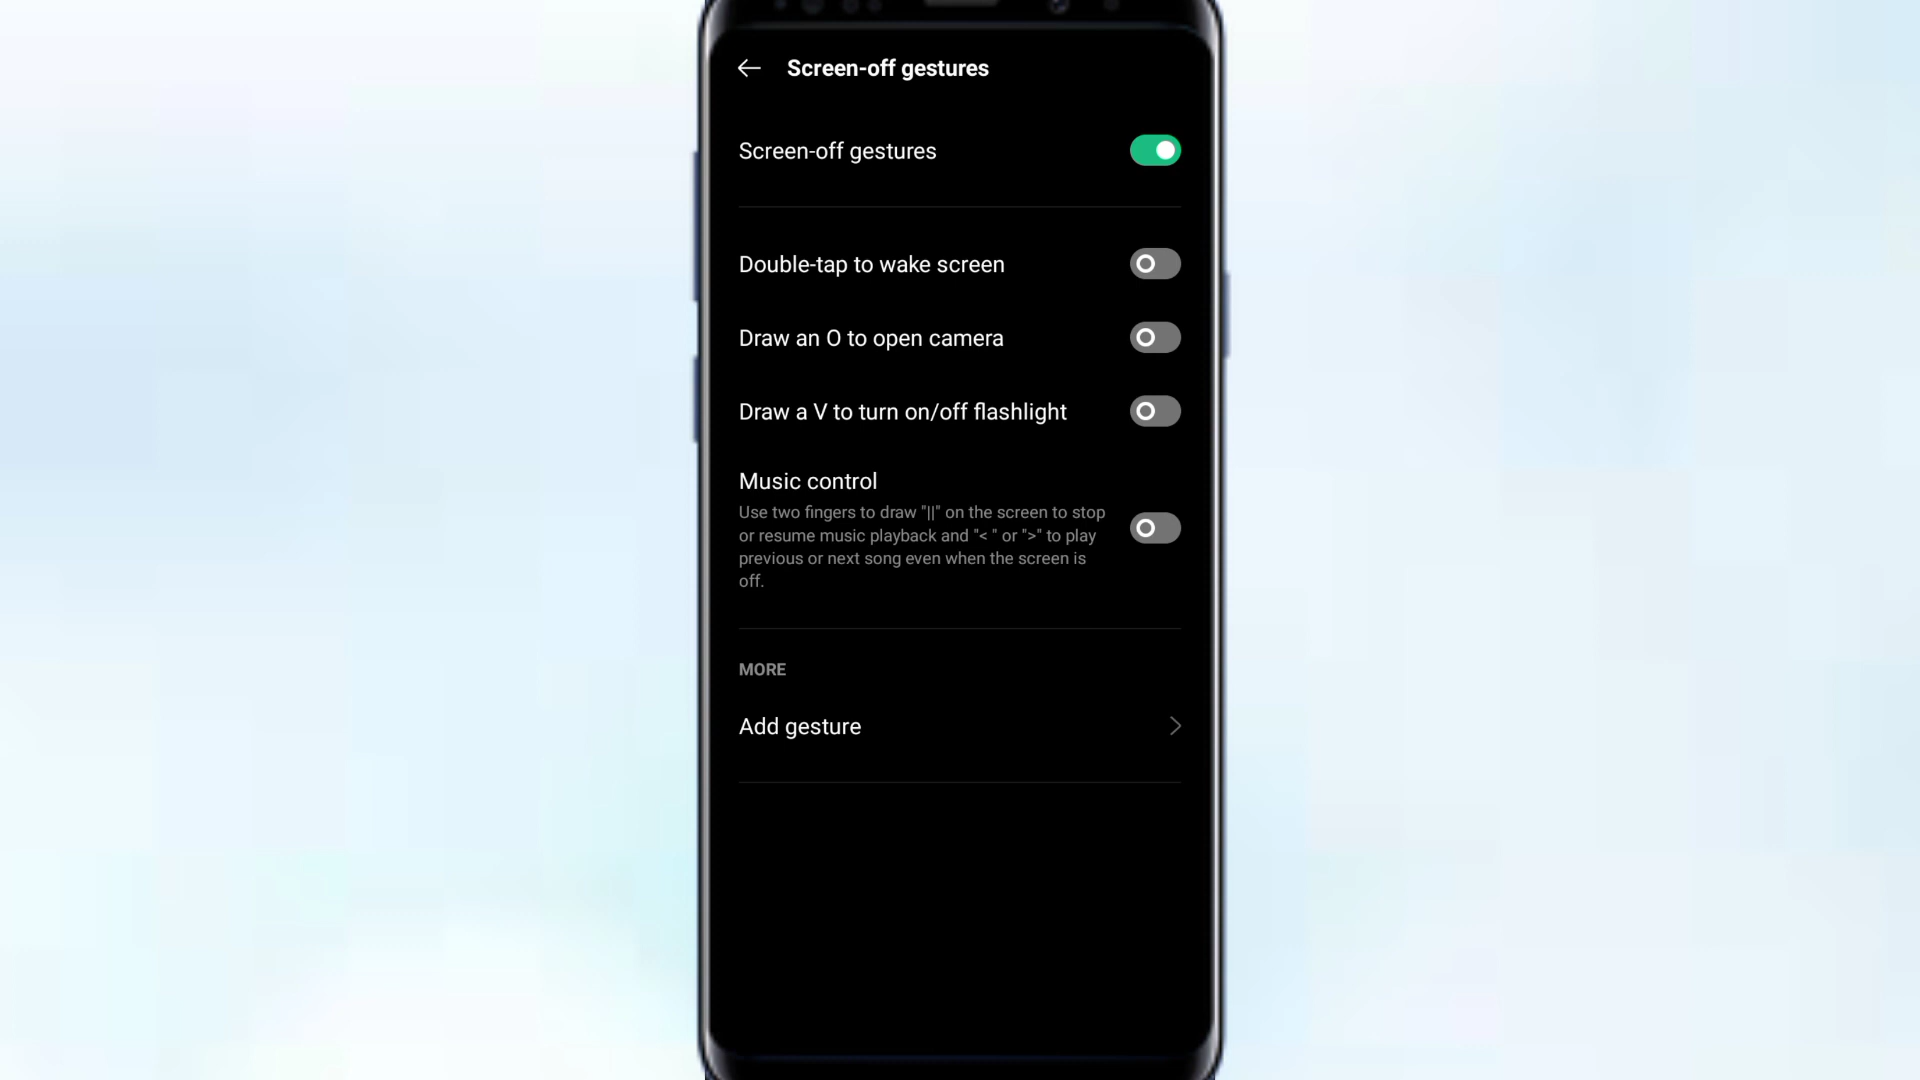 Screen-off gestures
Screen-off gestures
Double-tap to wake screen
Draw an O to open camera
Draw a V to turn on/off flashlight
Music control
Use two fingers to draw "||" on the screen to stop
or resume music playback and "< " or ">" to play
previous or next song even when the screen is
off.
MORE
Add gesture